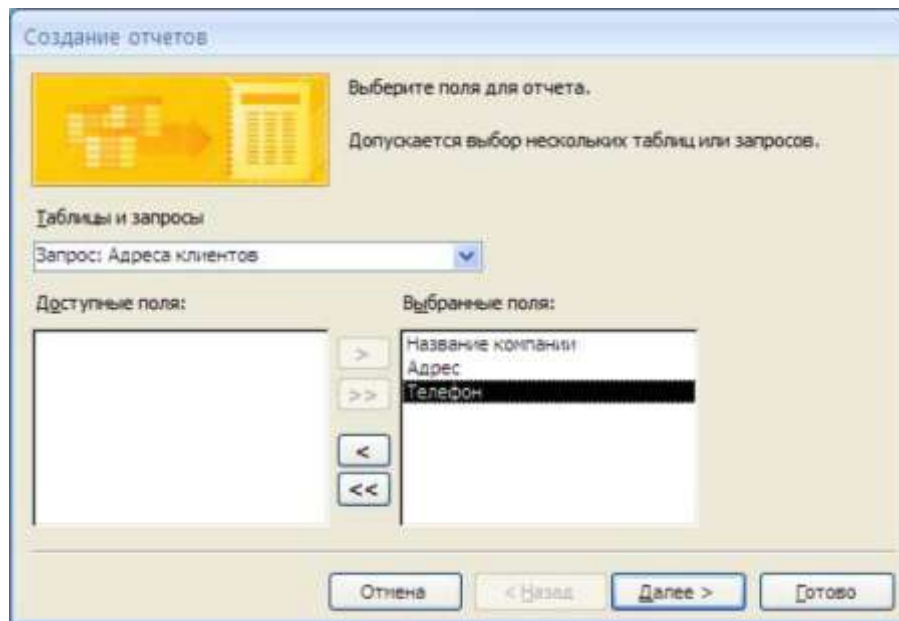 Создание отчетов
Выберите поля для отчета.
Допускается выбор нескольких таблиц или запросов.
Таблицы и запросы
Запрос: Адреса клиентов
Доступные поля:
Выбранные поля:
Название компании
Адрес
Телефон
>
>>
<
<<
Отмена
< Назад
Далее >
Готово